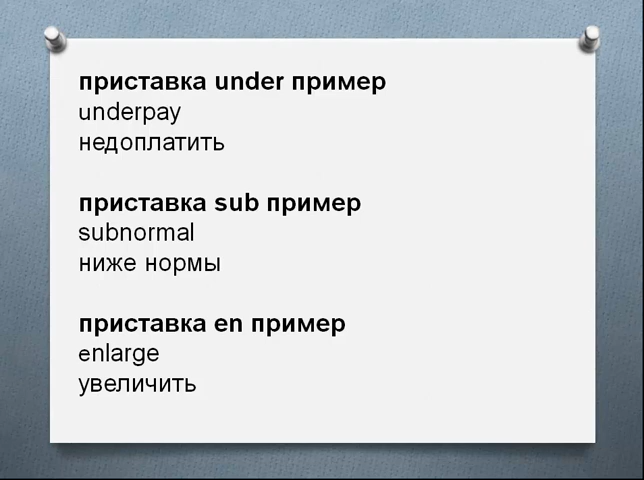 приставка under пример
underpay
недоплатить
приставка sub пример
subnormal
ниже нормы
приставка en пример
enlarge
увеличить